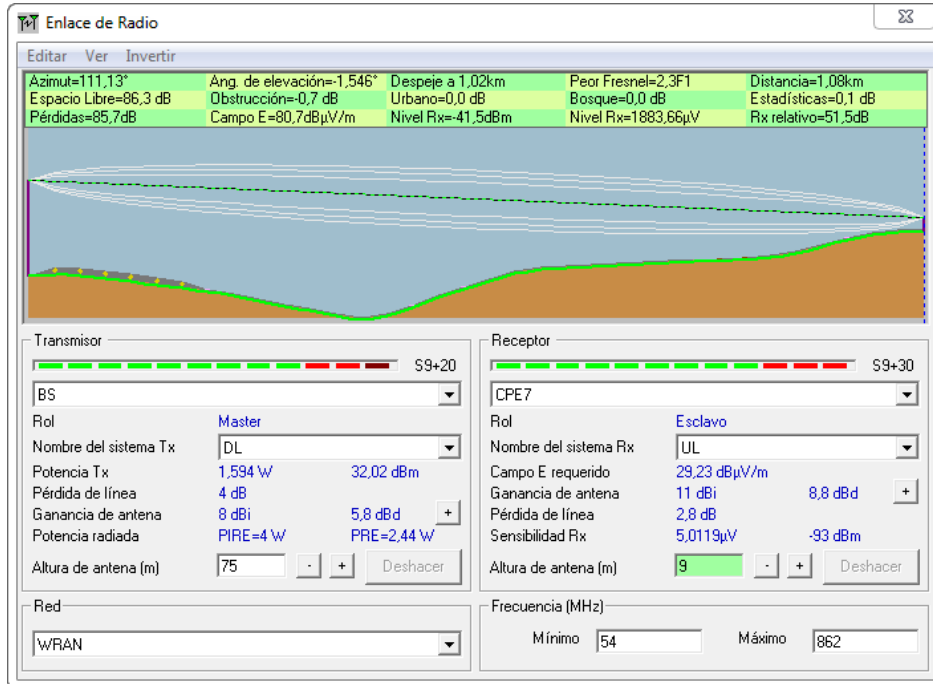 Enlace de Radio
Editar Ver Invertir
Azimut=111,13° Ang. de elevación=-1,546° Despeje a 1,02km Peor Fresnel=2,3F1 Distancia=1,08km
Espacio Libre=86,3 dB Obstrucción=-0,7 dB Urbano=0,0 dB Bosque=0,0 dB Estadísticas=0,1 dB
Pérdidas=85,7dB Campo E=80,7dBµV/m Nivel Rx=-41,5dBm Nivel Rx=1883,66µV Rx relativo=51,5dB
Transmisor
S9+20
BS
Rol Master
Nombre del sistema Tx DL
Potencia Tx 1,594 W 32,02 dBm
Pérdida de línea 4 dB
Ganancia de antena 8 dBi 5,8 dBd +
Potencia radiada PIRE=4 W PRE=2,44 W
Altura de antena (m) 75 - + Deshacer
Receptor
S9+30
CPE7
Rol Esclavo
Nombre del sistema Rx UL
Campo E requerido 29,23 dBµV/m
Ganancia de antena 11 dBi 8,8 dBd +
Pérdida de línea 2,8 dB
Sensibilidad Rx 5,0119µV -93 dBm
Altura de antena (m) 9 - + Deshacer
Red
WRAN
Frecuencia (MHz)
Mínimo 54 Máximo 862